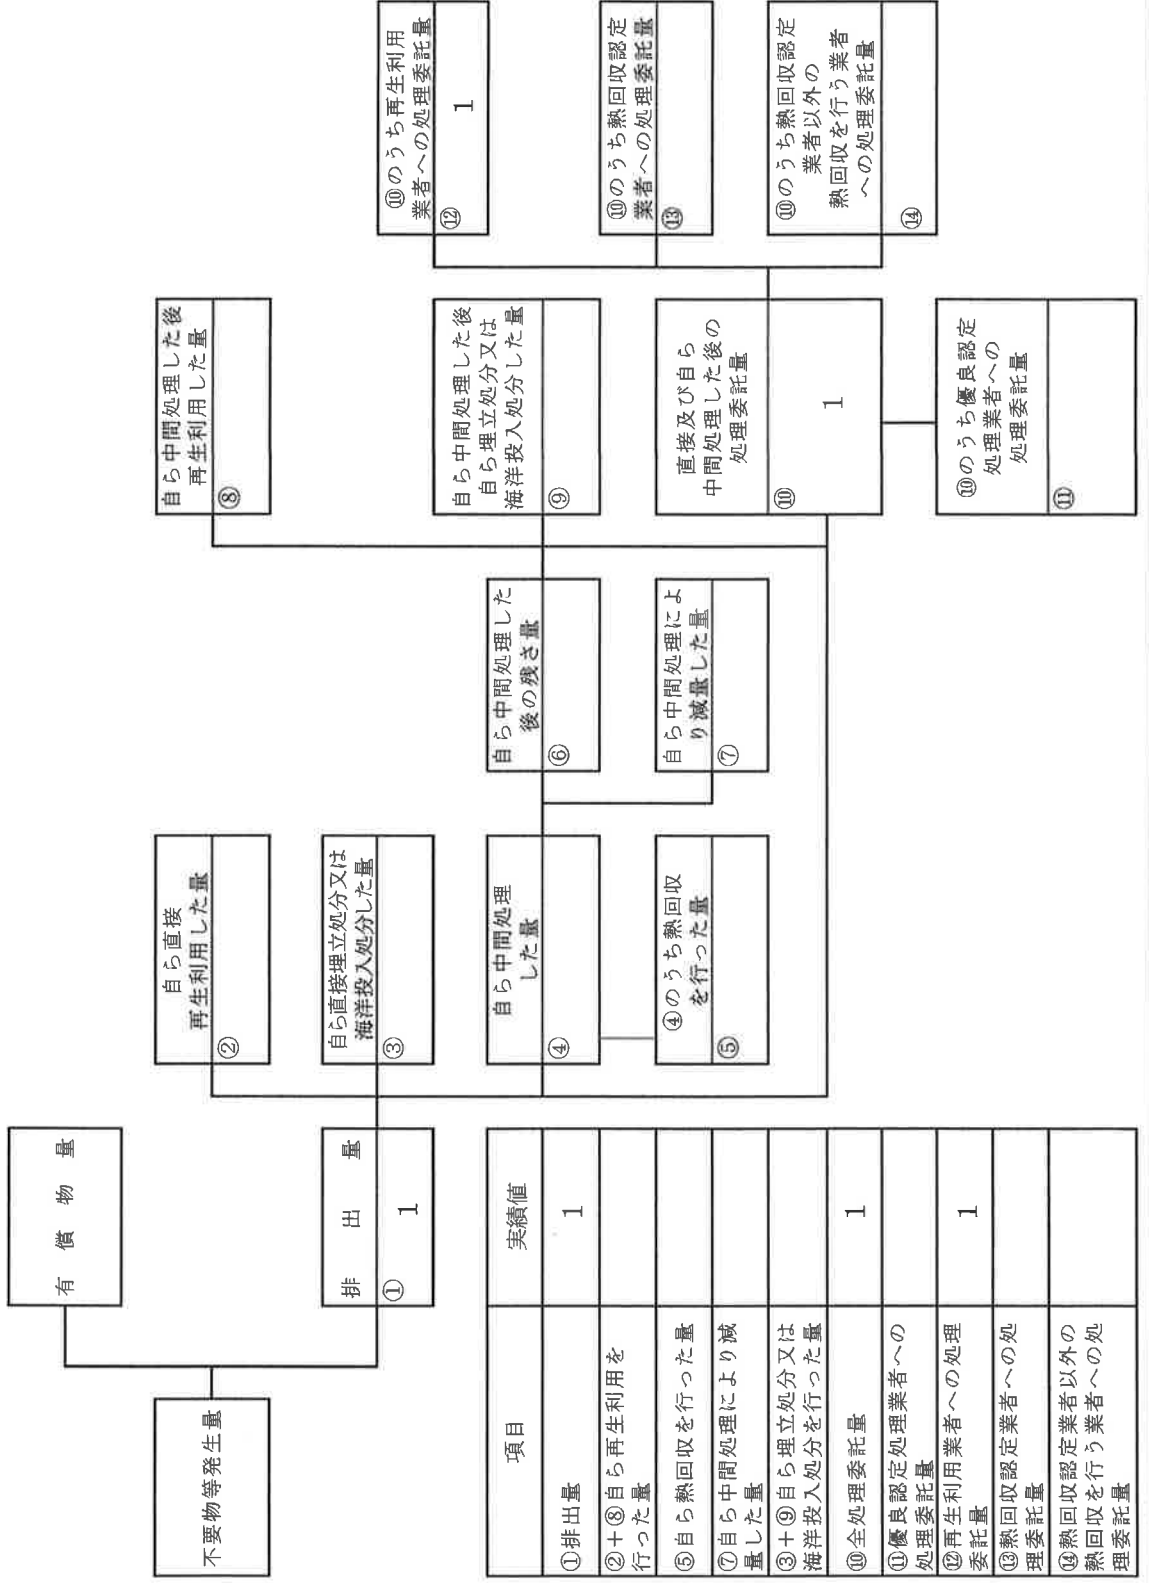 不要物等発生量
有償物量
排出量
①
1
自ら直接
再生利用した量
②
自ら直接埋立処分又は
海洋投入処分した量
③
自ら中間処理
した量
④
④のうち熱回収
を行った量
⑤
自ら中間処理した
後の残さ量
⑥
自ら中間処理によ
り減量した量
⑦
自ら中間処理した後
再生利用した量
⑧
自ら中間処理した後
自ら埋立処分又は
海洋投入処分した量
⑨
直接及び自ら
中間処理した後の
処理委託量
⑩
1
⑩のうち優良認定
処理業者への
処理委託量
⑪
⑩のうち再生利用
業者への処理委託量
⑫
1
⑩のうち熱回収認定
業者への処理委託量
⑬
⑩のうち熱回収認定
業者以外の
熱回収を行う業者
への処理委託量
⑭
項目 実績値
①排出量 1
②+⑧自ら再生利用を
行った量
⑤自ら熱回収を行った量
⑦自ら中間処理により減
量した量
③+⑨自ら埋立処分又は
海洋投入処分を行った量
⑩全処理委託量 1
⑪優良認定処理業者への
処理委託量
⑫再生利用業者への処理
委託量 1
⑬熱回収認定業者への処
理委託量
⑭熱回収認定業者以外の
熱回収を行う業者への処
理委託量